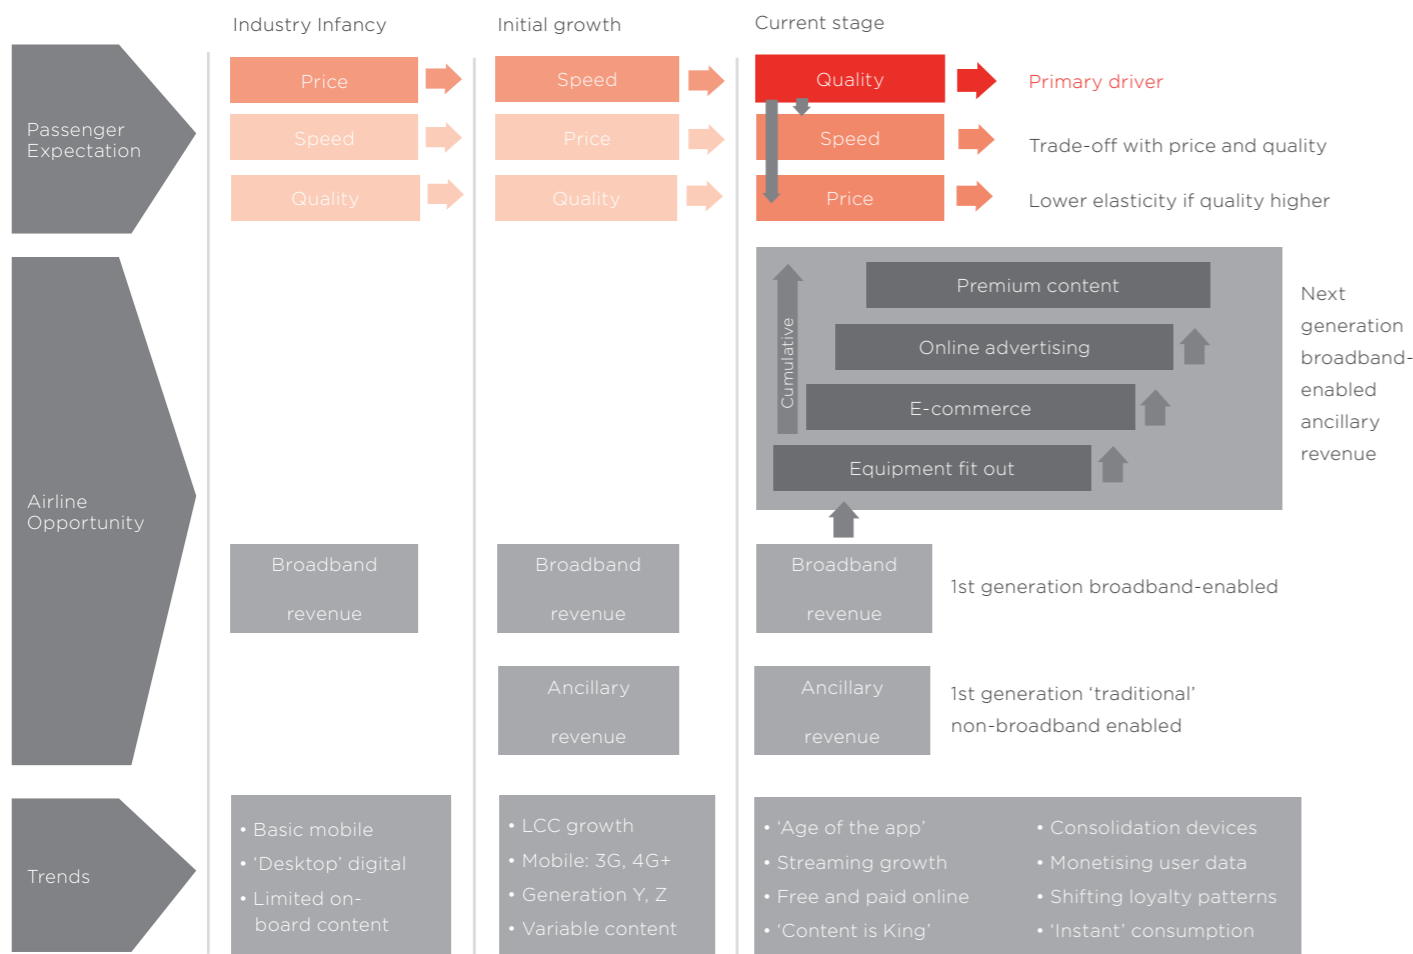 Industry Infancy
Initial growth
Current stage
Passenger
Expectation
Price
Speed
Quality
Primary driver
Speed
Price
Speed
Trade-off with price and quality
Quality
Quality
Price
Lower elasticity if quality higher
Airline
Opportunity
Cumulative
Premium content
Online advertising
E-commerce
Equipment fit out
Next
generation
broadband-
enabled
ancillary
revenue
Broadband
revenue
Broadband
revenue
Broadband
revenue
1st generation broadband-enabled
Ancillary
revenue
Ancillary
revenue
1st generation ‘traditional’
non-broadband enabled
Trends
• Basic mobile
• ‘Desktop’ digital
• Limited on-
board content
• LCC growth
• Mobile: 3G, 4G+
• Generation Y, Z
• Variable content
• ‘Age of the app’
• Streaming growth
• Free and paid online
• ‘Content is King’
• Consolidation devices
• Monetising user data
• Shifting loyalty patterns
• ‘Instant’ consumption